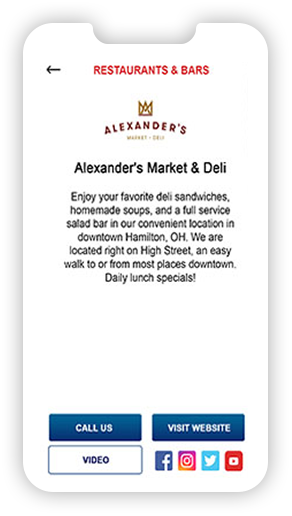 RESTAURANTS & BARS
ALEXANDER'S
MARKET • DELI
Alexander's Market & Deli
Enjoy your favorite deli sandwiches,
homemade soups, and a full service
salad bar in our convenient location in
downtown Hamilton, OH. We are
located right on High Street, an easy
walk to or from most places downtown.
Daily lunch specials!
CALL US
VISIT WEBSITE
VIDEO